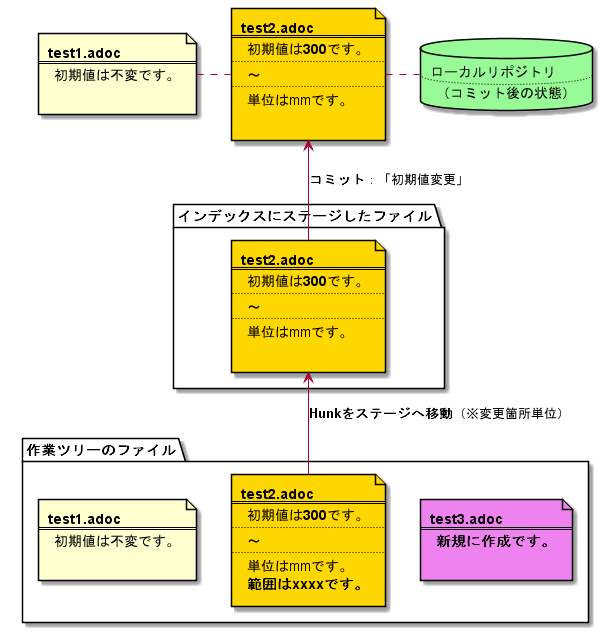 test1.adoc
初期値は不変です。
test2.adoc
初期値は300です。
～
単位はmmです。
ローカルリポジトリ
（コミット後の状態）
コミット：「初期値変更」
インデックスにステージしたファイル
test2.adoc
初期値は300です。
～
単位はmmです。
Hunkをステージへ移動（※変更箇所単位）
作業ツリーのファイル
test1.adoc
初期値は不変です。
test2.adoc
初期値は300です。
～
単位はmmです。
範囲はxxxxです。
test3.adoc
新規に作成です。